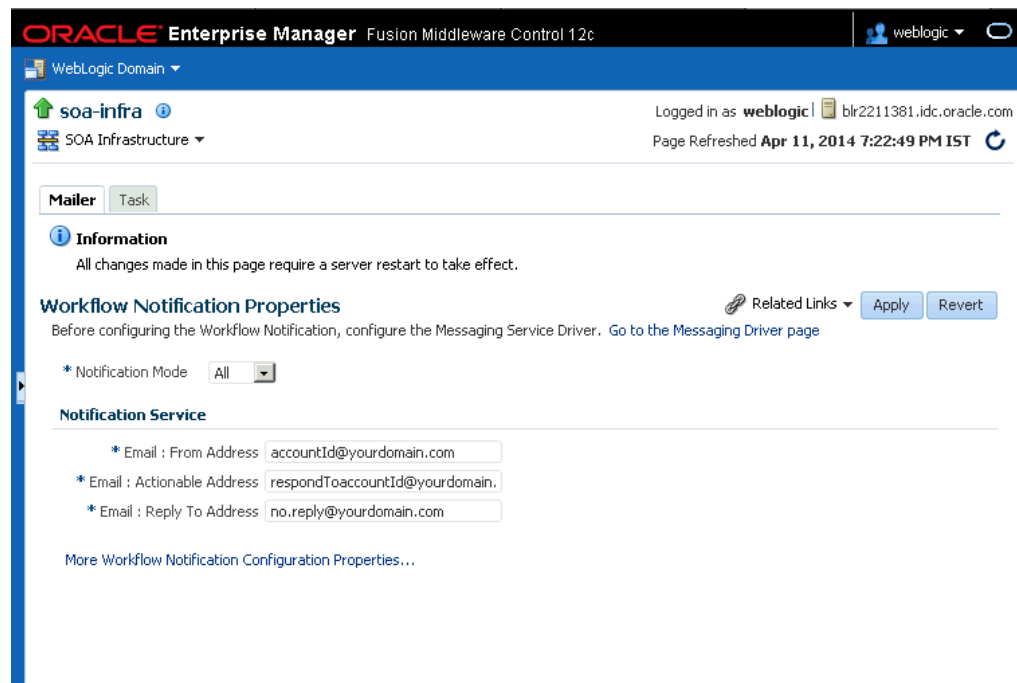 ORACLE Enterprise Manager Fusion Middleware Control 12c weblogic
WebLogic Domain
soa-infra
Logged in as weblogic blr2211381.idc.oracle.com
SOA Infrastructure
Page Refreshed Apr 11, 2014 7:22:49 PM IST
Mailer Task
Information
All changes made in this page require a server restart to take effect.
Workflow Notification Properties
Related Links Apply Revert
Before configuring the Workflow Notification, configure the Messaging Service Driver. Go to the Messaging Driver page
* Notification Mode All
Notification Service
* Email : From Address accountId@yourdomain.com
* Email : Actionable Address respondToaccountId@yourdomain.
* Email : Reply To Address no.reply@yourdomain.com
More Workflow Notification Configuration Properties...